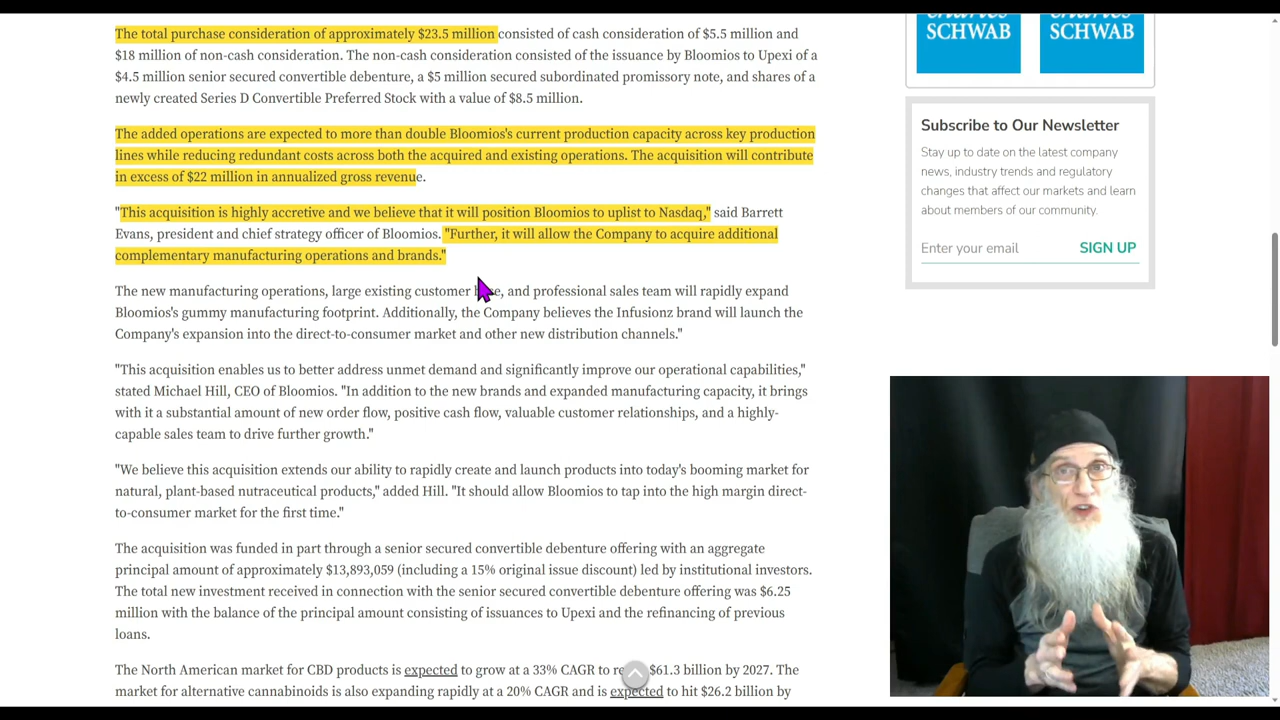 The total purchase consideration of approximately $23.5 million consisted of cash consideration of $5.5 million and
$18 million of non-cash consideration. The non-cash consideration consisted of the issuance by Bloomios to Upexi of a
$4.5 million senior secured convertible debenture, a $5 million secured subordinated promissory note, and shares of a
newly created Series D Convertible Preferred Stock with a value of $8.5 million.
The added operations are expected to more than double Bloomios's current production capacity across key production
lines while reducing redundant costs across both the acquired and existing operations. The acquisition will contribute
in excess of $22 million in annualized gross revenue.
"This acquisition is highly accretive and we believe that it will position Bloomios to uplist to Nasdaq," said Barrett
Evans, president and chief strategy officer of Bloomios. "Further, it will allow the Company to acquire additional
complementary manufacturing operations and brands."
The new manufacturing operations, large existing customer base, and professional sales team will rapidly expand
Bloomios's gummy manufacturing footprint. Additionally, the Company believes the Infusionz brand will launch the
Company's expansion into the direct-to-consumer market and other new distribution channels."
"This acquisition enables us to better address unmet demand and significantly improve our operational capabilities,"
stated Michael Hill, CEO of Bloomios. "In addition to the new brands and expanded manufacturing capacity, it brings
with it a substantial amount of new order flow, positive cash flow, valuable customer relationships, and a highly-
capable sales team to drive further growth."
"We believe this acquisition extends our ability to rapidly create and launch products into today's booming market for
natural, plant-based nutraceutical products," added Hill. "It should allow Bloomios to tap into the high margin direct-
to-consumer market for the first time."
The acquisition was funded in part through a senior secured convertible debenture offering with an aggregate
principal amount of approximately $13,893,059 (including a 15% original issue discount) led by institutional investors.
The total new investment received in connection with the senior secured convertible debenture offering was $6.25
million with the balance of the principal amount consisting of issuances to Upexi and the refinancing of previous
loans.
The North American market for CBD products is expected to grow at a 33% CAGR to $61.3 billion by 2027. The
market for alternative cannabinoids is also expanding rapidly at a 20% CAGR and is expected to hit $26.2 billion by
charles
SCHWAB
charles
SCHWAB
Subscribe to Our Newsletter
Stay up to date on the latest company
news, industry trends and regulatory
changes that affect our markets and learn
about members of our community.
Enter your email SIGN UP